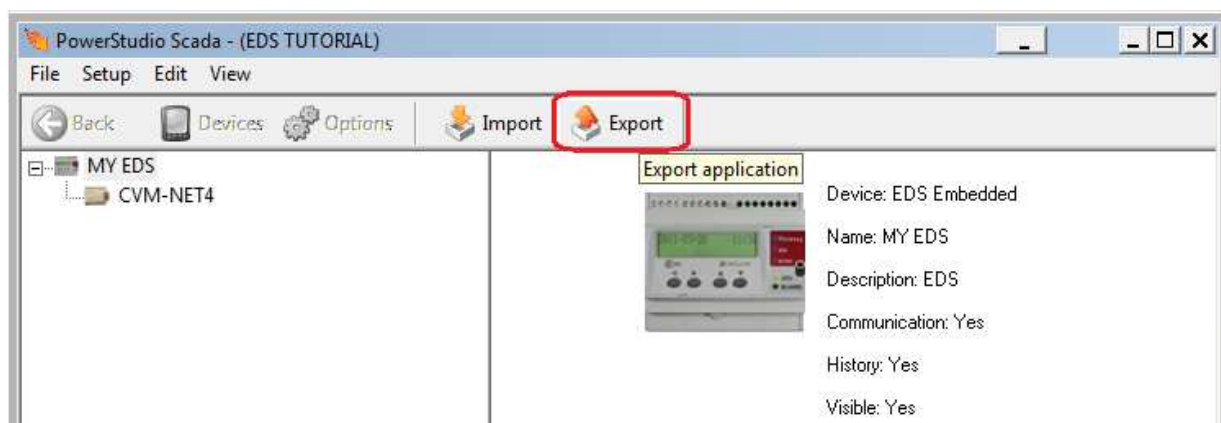 PowerStudio Scada - (EDS TUTORIAL)
File Setup Edit View
Back Devices Options Import Export
MY EDS
CVM-NET4
Export application
Device: EDS Embedded
Name: MY EDS
Description: EDS
Communication: Yes
History: Yes
Visible: Yes